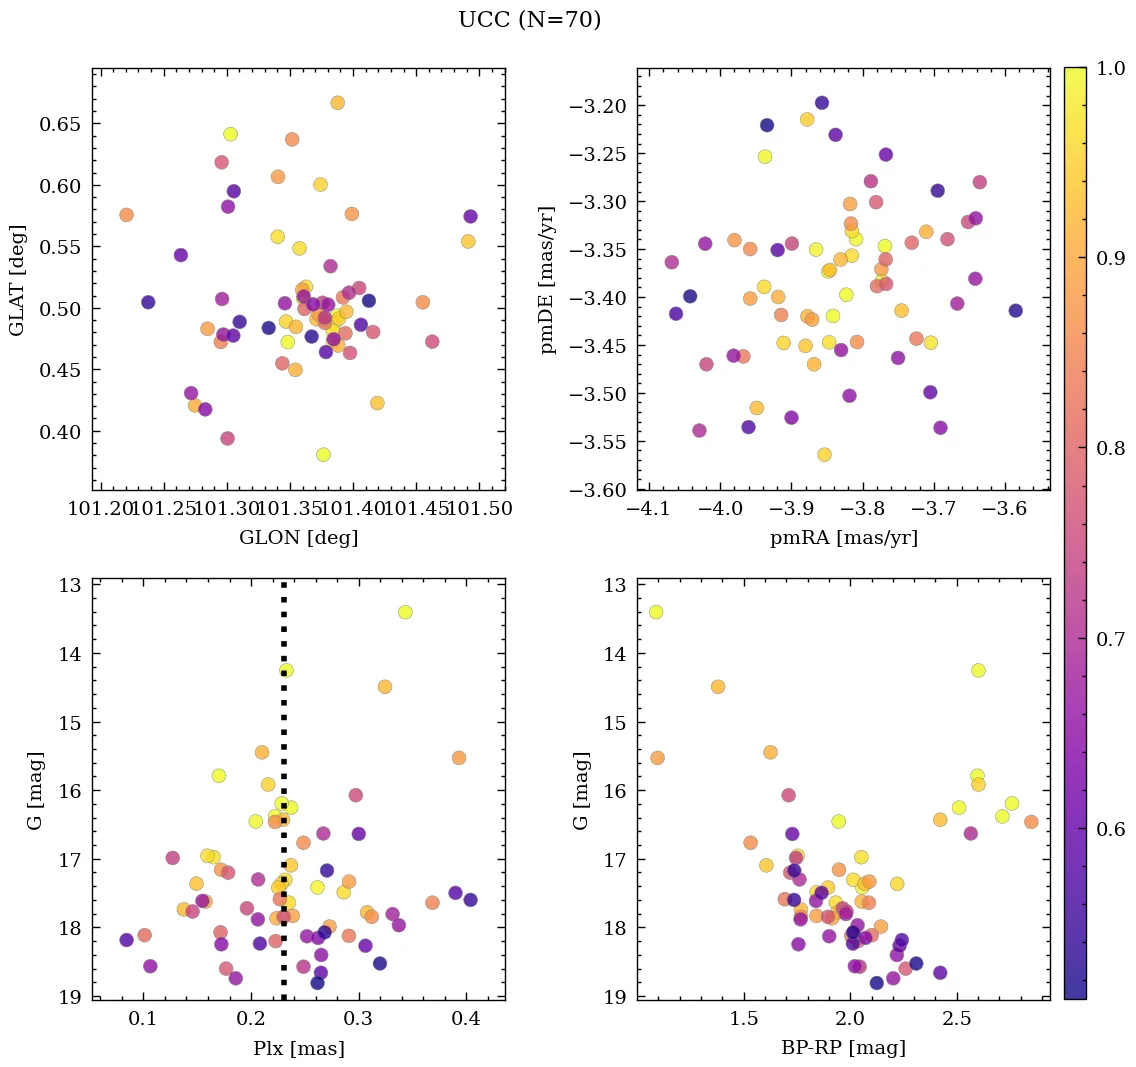 UCC (N=70)
0.65
0.60
0.55
0.50
0.45
0.40
GLAT [deg]
101.20 101.25 101.30 101.35 101.40 101.45 101.50
GLON [deg]
−3.20
−3.25
−3.30
−3.35
−3.40
−3.45
−3.50
−3.55
−3.60
pmDE [mas/yr]
−4.1 −4.0 −3.9 −3.8 −3.7 −3.6
pmRA [mas/yr]
13
14
15
16
17
18
19
G [mag]
0.1 0.2 0.3 0.4
Plx [mas]
13
14
15
16
17
18
19
G [mag]
1.5 2.0 2.5
BP-RP [mag]
1.0
0.9
0.8
0.7
0.6